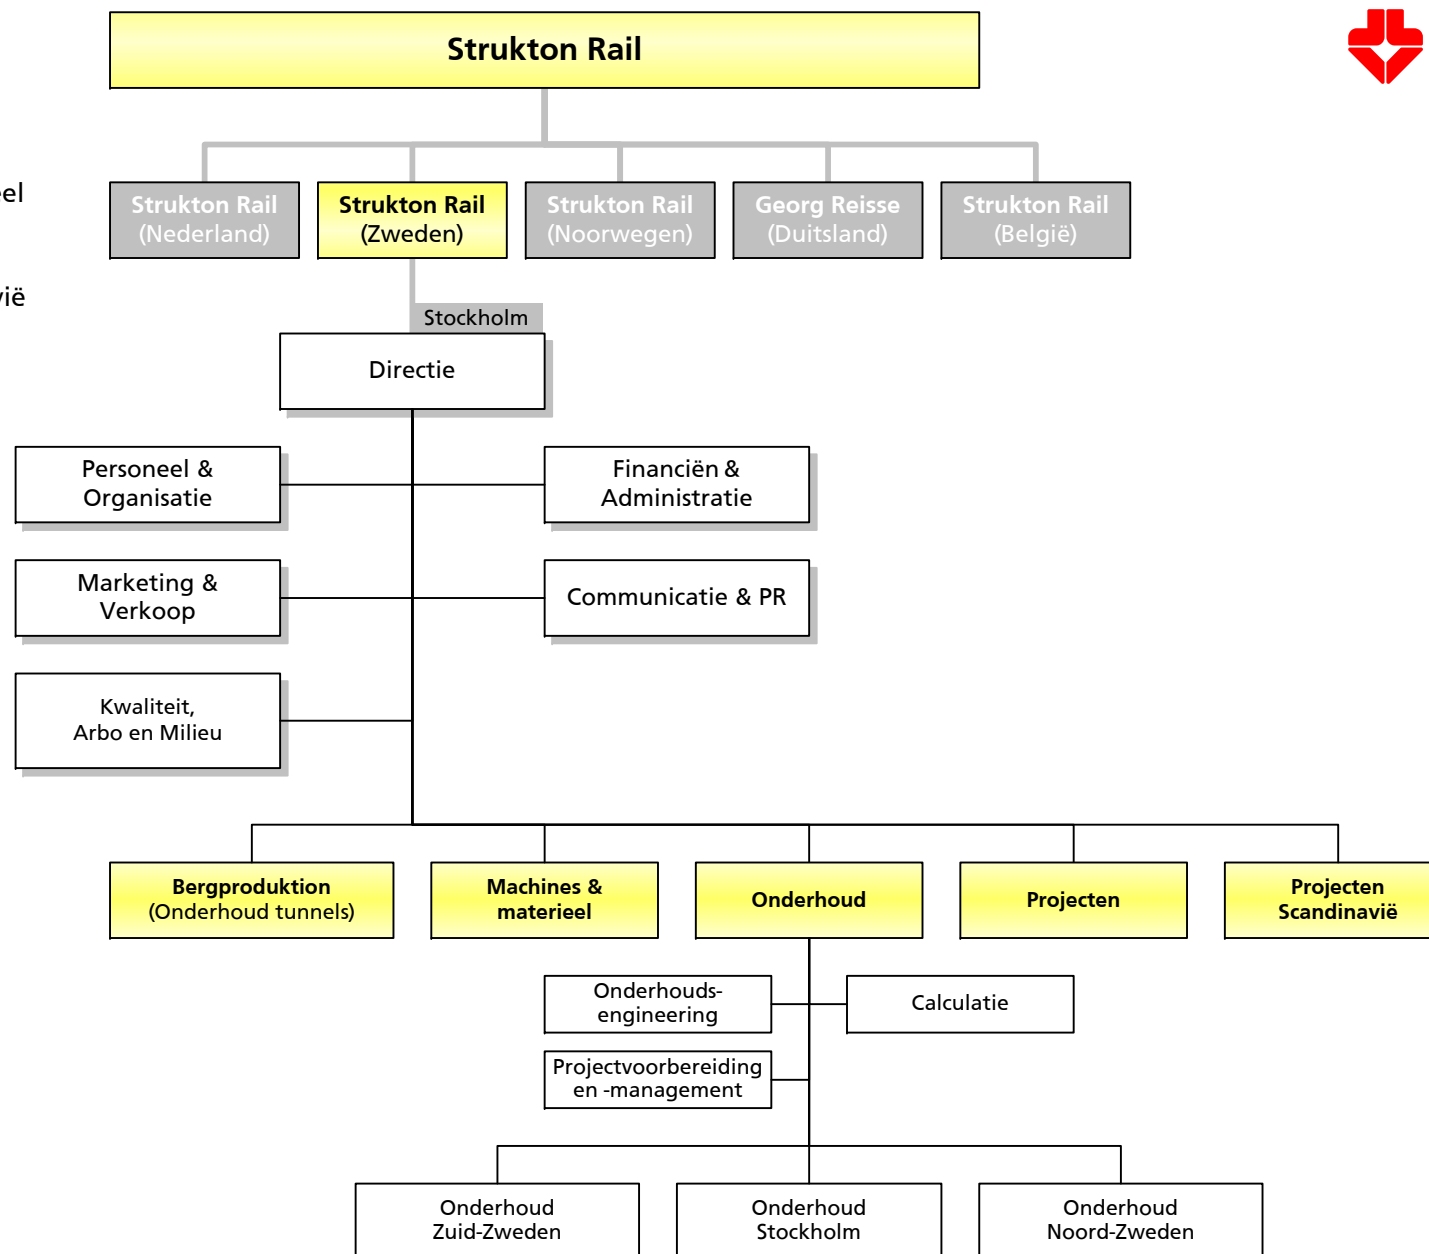 Strukton Rail
Strukton Rail
(Nederland)
Strukton Rail
(Zweden)
Strukton Rail
(Noorwegen)
Georg Reisse
(Duitsland)
Strukton Rail
(België)
Stockholm
Directie
Personeel &
Organisatie
Financiën &
Administratie
Marketing &
Verkoop
Communicatie & PR
Kwaliteit,
Arbo en Milieu
Bergproduktion
(Onderhoud tunnels)
Machines &
materieel
Onderhoud
Projecten
Projecten
Scandinavië
Onderhouds-
engineering
Calculatie
Projectvoorbereiding
en -management
Onderhoud
Zuid-Zweden
Onderhoud
Stockholm
Onderhoud
Noord-Zweden